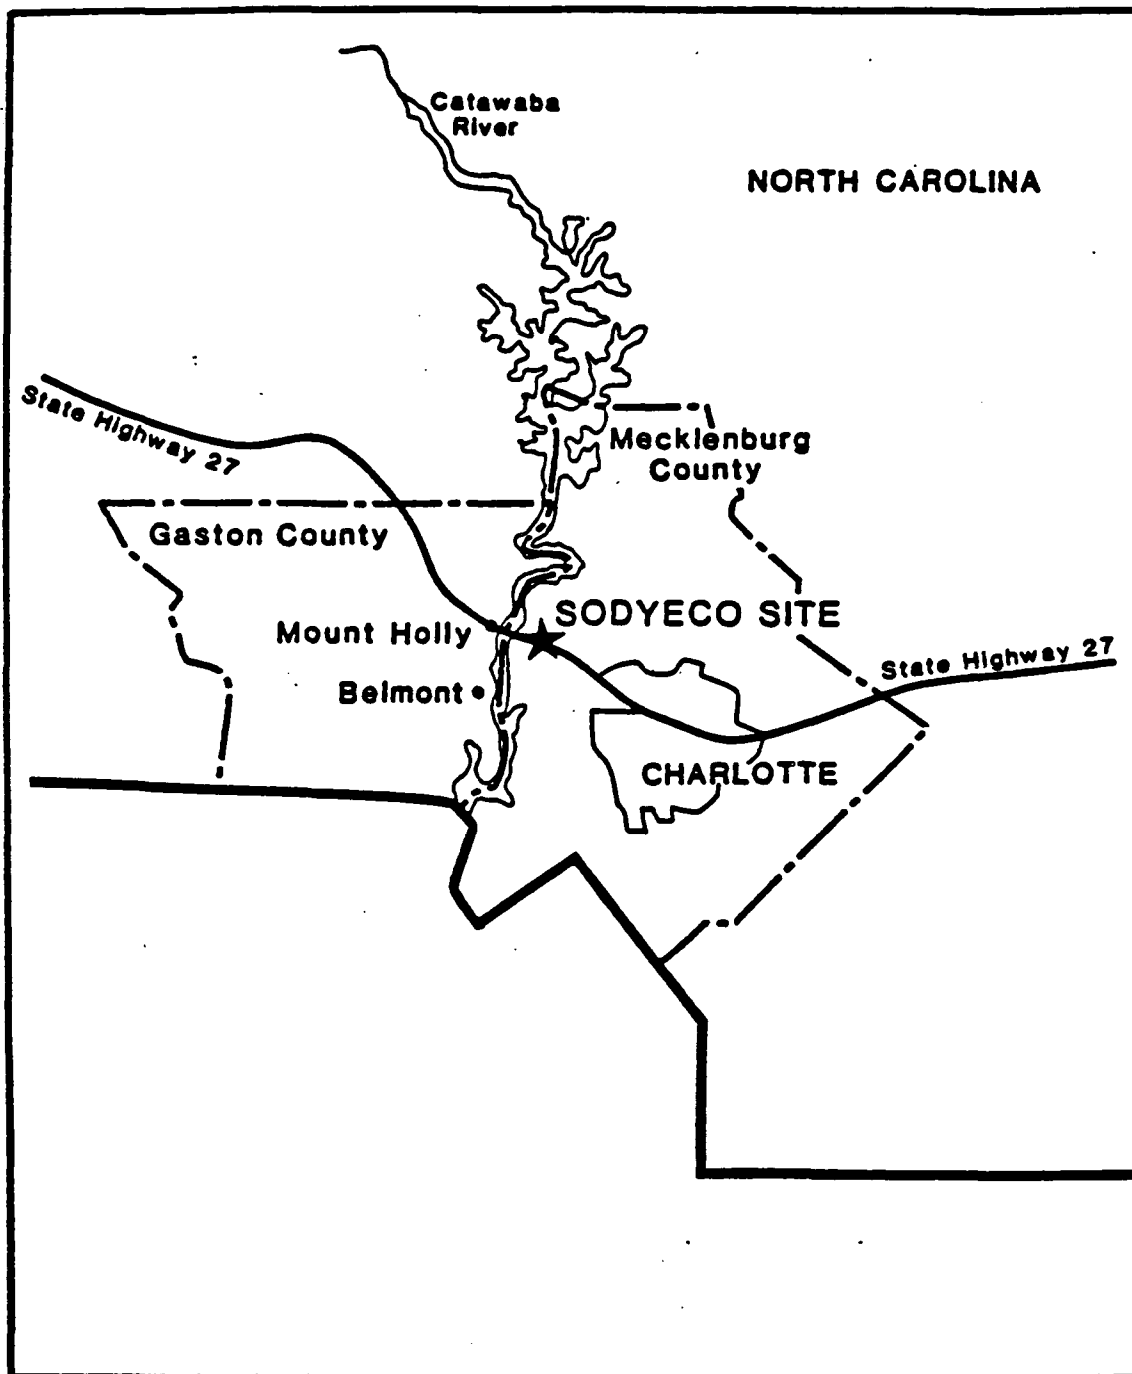 Catawaba
River
NORTH CAROLINA
State Highway 27
Mecklenburg
County
Gaston County
SODYECO SITE
Mount Holly
State Highway 27
Belmont
CHARLOTTE